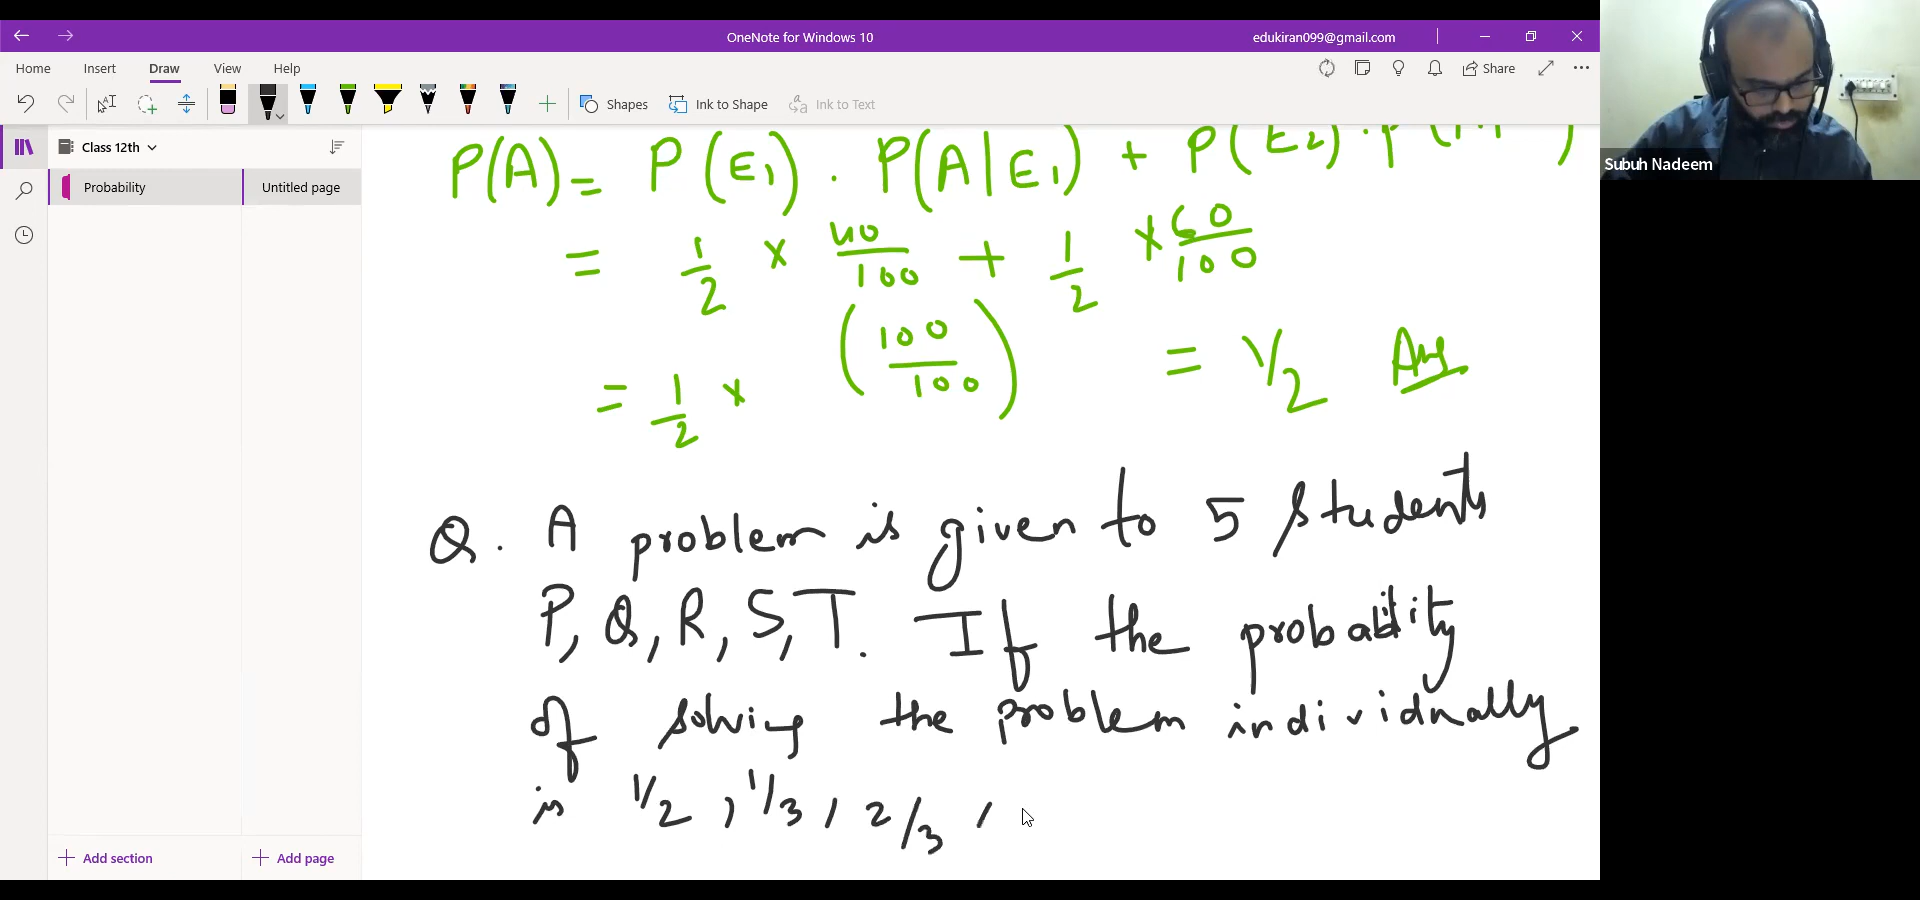 OneNote for Windows 10
edukiran099@gmail.com
Home Insert Draw View Help
Share
Shapes
Ink to Shape
Ink to Text
Class 12th
Probability
Untitled page
Subuh Nadeem
P(A) = P(E₁) . P(A|E₁) + P(E₂) . P(
= 1/2 × 40/100 + 1/2 × 60/100
= 1/2 × (100/100) = 1/2 Ans
Q. A problem is given to 5 students
P, Q, R, S, T. If the probability
of solving the problem individually
is 1/2 , 1/3 , 2/3 ,
Add section
Add page